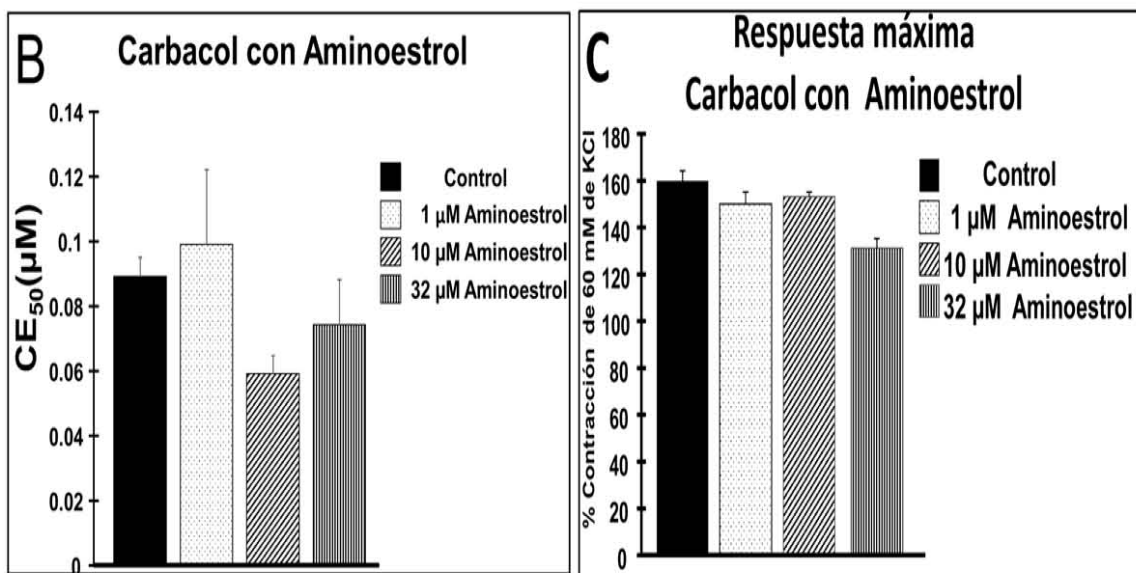 B
Carbacol con Aminoestrol
0.14
0.12
0.1
0.08
0.06
0.04
0.02
0
CE50(µM)
Control
1 µM Aminoestrol
10 µM Aminoestrol
32 µM Aminoestrol
C
Respuesta máxima
Carbacol con Aminoestrol
180
160
140
120
100
80
60
40
20
0
% Contracción de 60 mM de KCl
Control
1 µM Aminoestrol
10 µM Aminoestrol
32 µM Aminoestrol